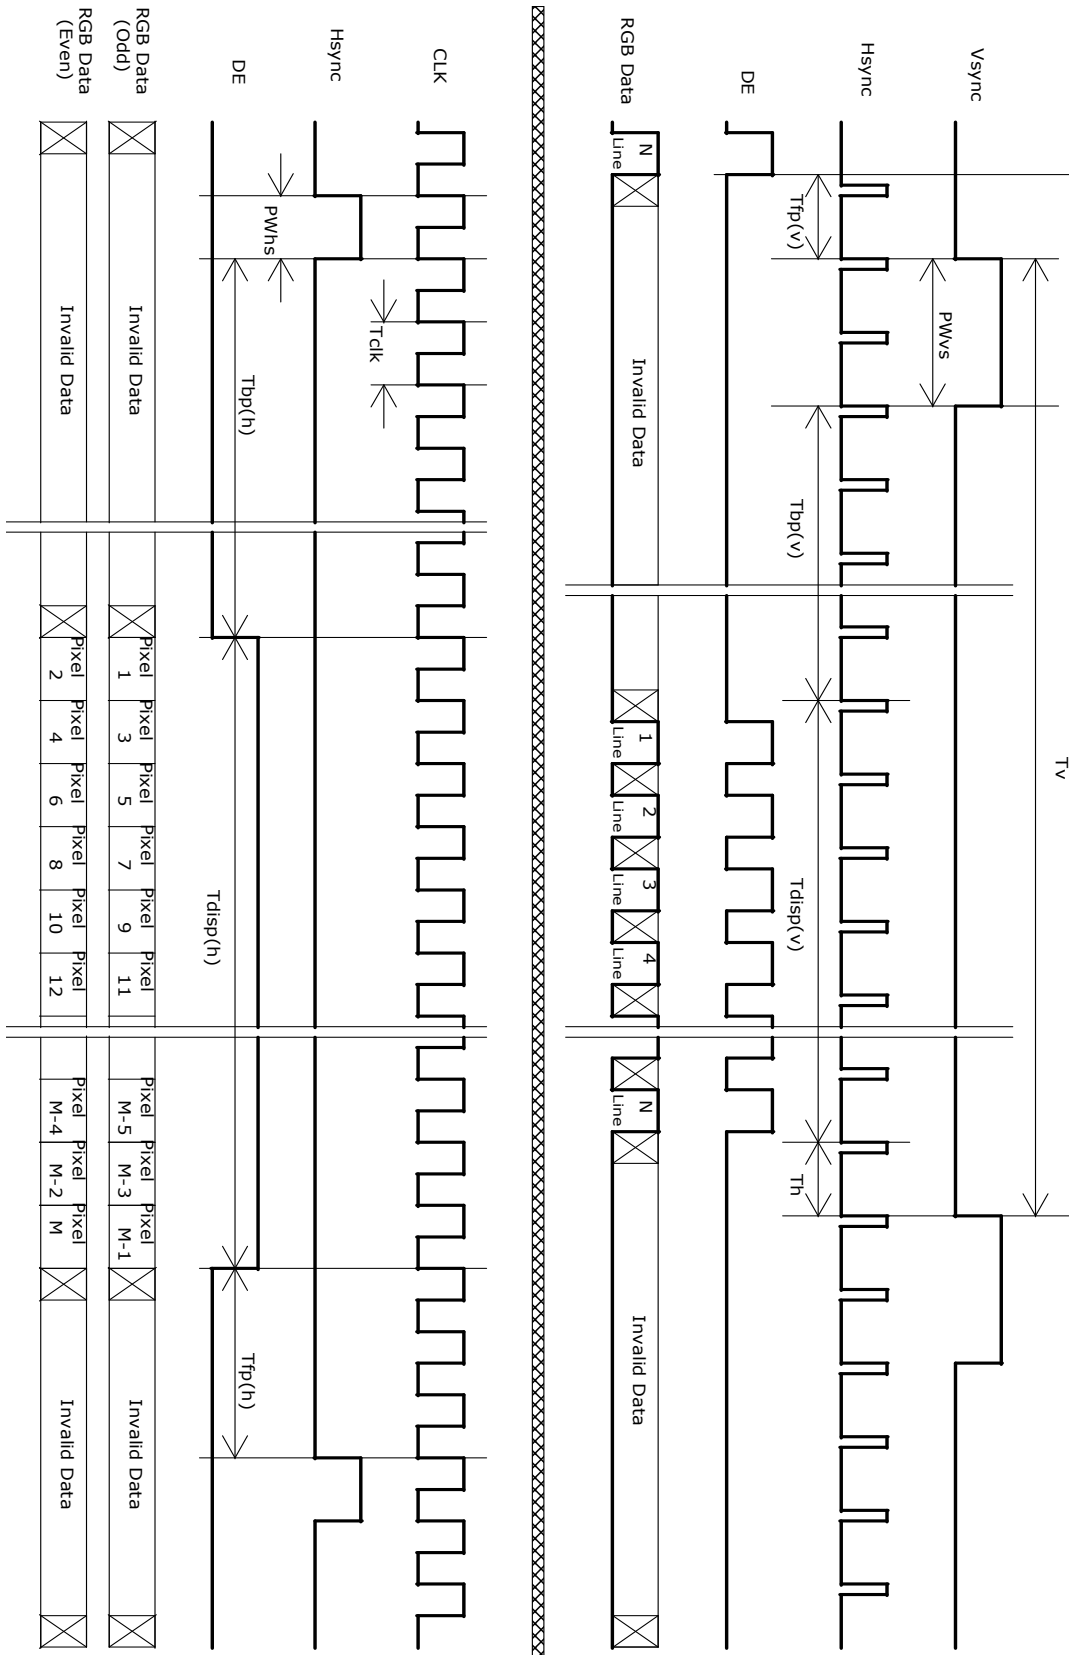 Tv
Vsync
PWvs
Hsync
Tfp(v)
Tbp(v)
Tdisp(v)
Th
DE
RGB Data
N
Line
Invalid Data
1
Line
2
Line
3
Line
4
Line
N
Line
Invalid Data
CLK
Tclk
Hsync
PWhs
DE
Tbp(h)
Tdisp(h)
Tfp(h)
RGB Data
(Odd)
Invalid Data
Pixel
1
Pixel
3
Pixel
5
Pixel
7
Pixel
9
Pixel
11
Pixel
M-5
Pixel
M-3
Pixel
M-1
Invalid Data
RGB Data
(Even)
Invalid Data
Pixel
2
Pixel
4
Pixel
6
Pixel
8
Pixel
10
Pixel
12
Pixel
M-4
Pixel
M-2
Pixel
M
Invalid Data